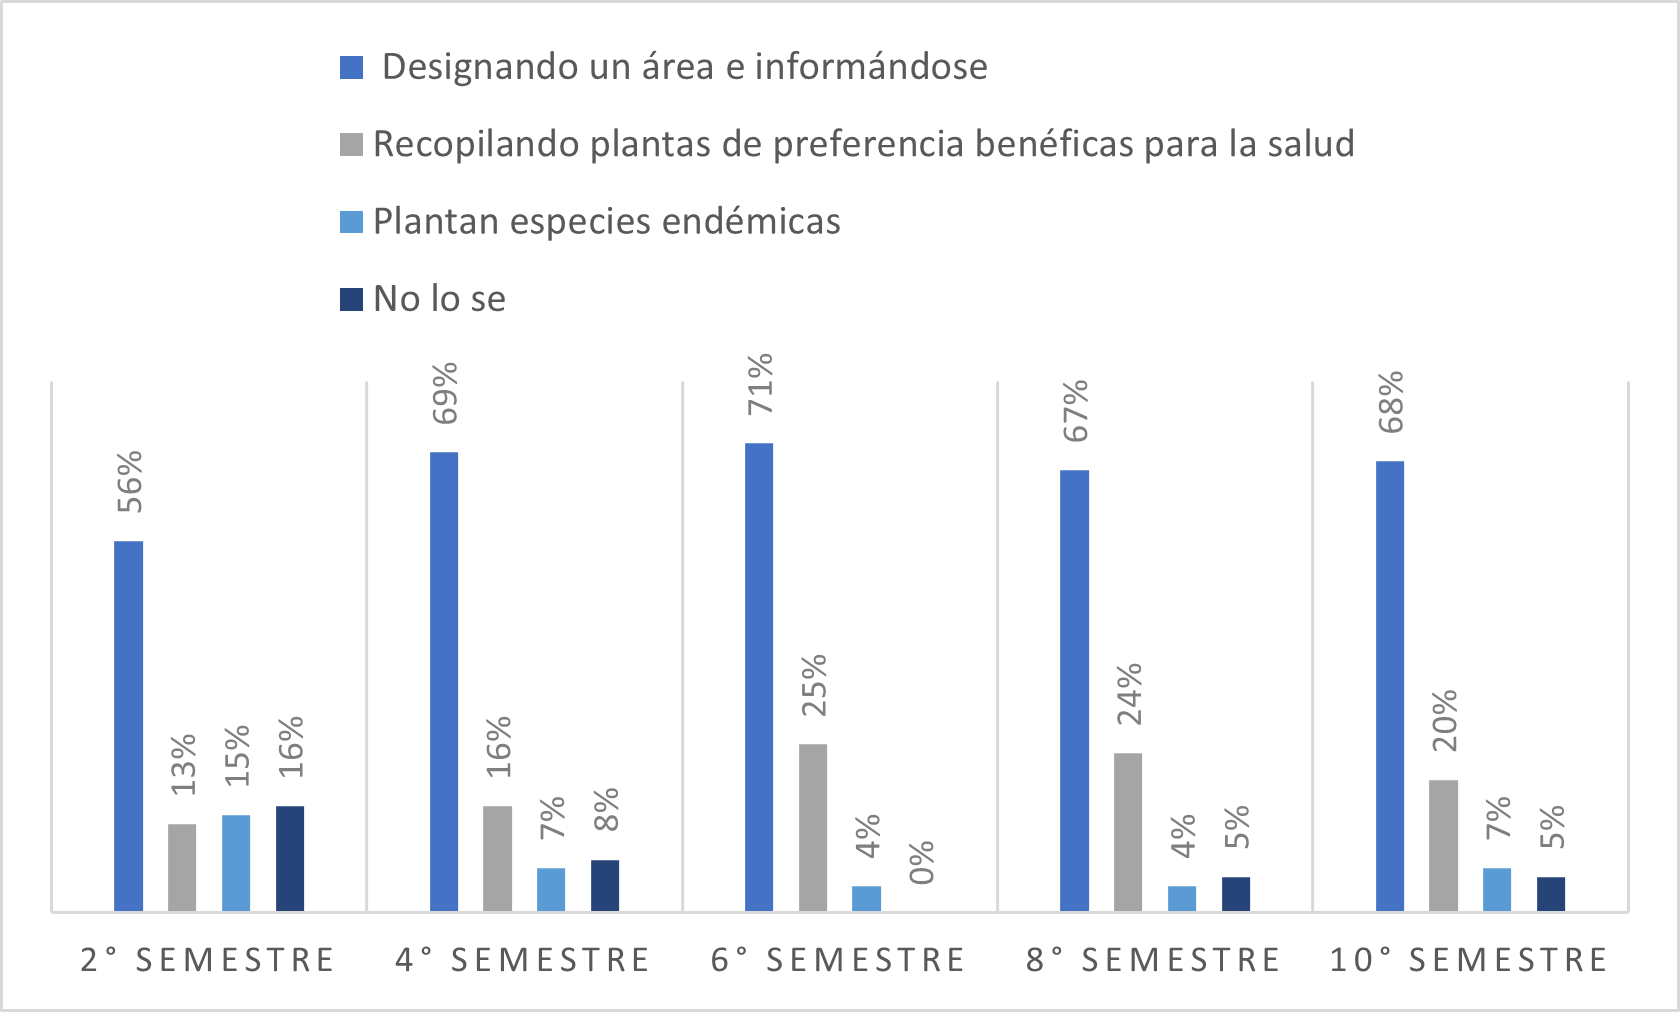 Designando un área e informándose
Recopilando plantas de preferencia benéficas para la salud
Plantan especies endémicas
No lo se
56%
13%
15%
16%
69%
16%
7%
8%
71%
25%
4%
0%
67%
24%
4%
5%
68%
20%
7%
5%
2° SEMESTRE
4° SEMESTRE
6° SEMESTRE
8° SEMESTRE
10° SEMESTRE